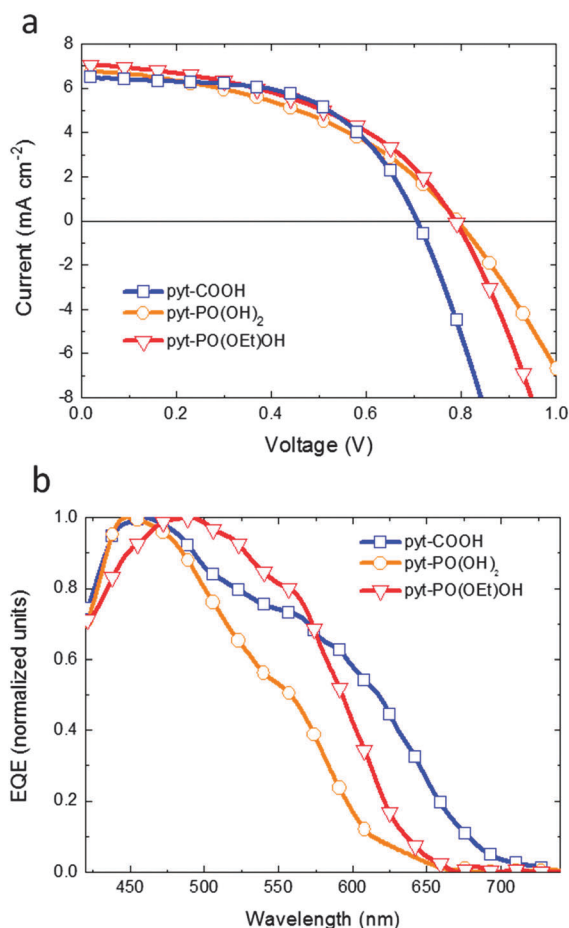 a
8
6
4
2
0
-2
-4
-6
-8
Current (mA cm⁻²)
pyt-COOH
pyt-PO(OH)₂
pyt-PO(OEt)OH
0.0 0.2 0.4 0.6 0.8 1.0
Voltage (V)
b
1.0
0.8
0.6
0.4
0.2
0.0
EQE (normalized units)
pyt-COOH
pyt-PO(OH)₂
pyt-PO(OEt)OH
450 500 550 600 650 700
Wavelength (nm)